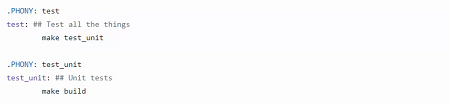 .PHONY: test
test: ## Test all the things
        make test_unit

.PHONY: test_unit
test_unit: ## Unit tests
        make build